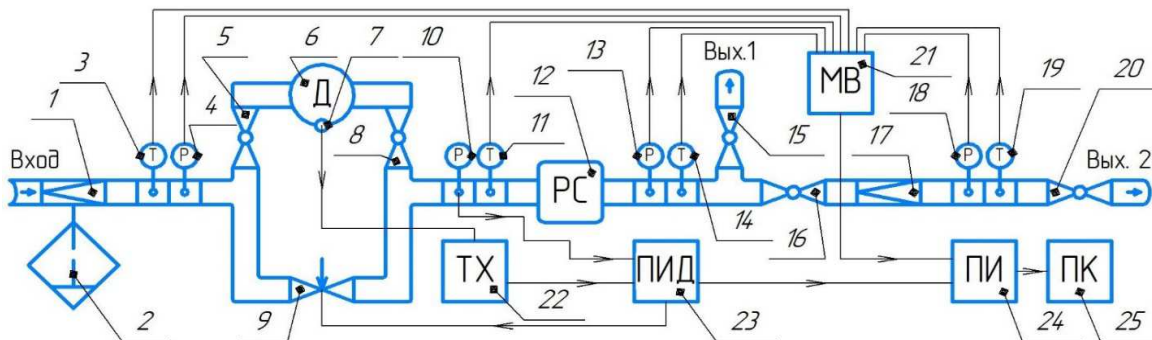 5 6 7 10 13 Вых.1 21 19
3 12 МВ 18 20
1 4 Д 11 15 17
Вход Т Р 8 Р Т Р Т Р Т Вых. 2
РС
14 16
ТХ ПИД ПИ ПК
22
2 9 23 24 25